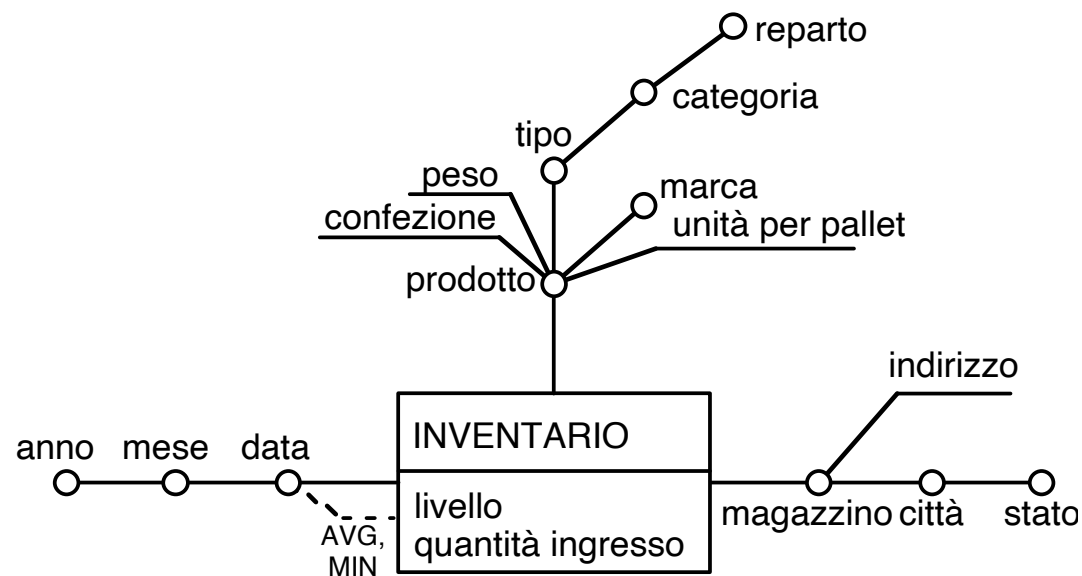 reparto
categoria
tipo
peso
marca
confezione
unità per pallet
prodotto
indirizzo
INVENTARIO
anno mese data
livello
magazzino città stato
AVG,
quantità ingresso
MIN